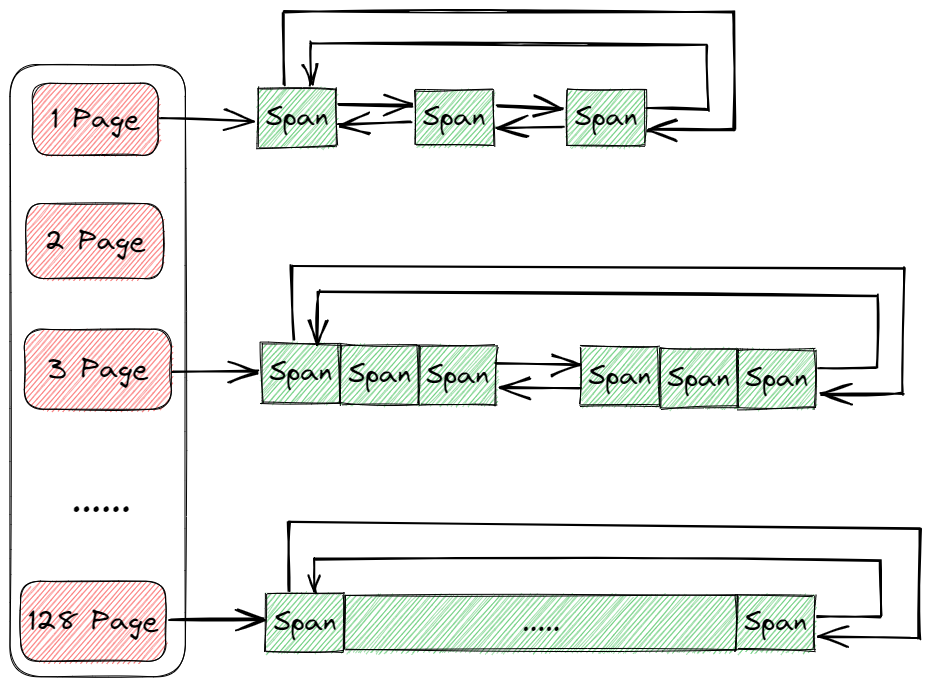 1 Page
Span Span Span
2 Page
3 Page
Span Span Span Span Span Span
......
128 Page
Span ..... Span